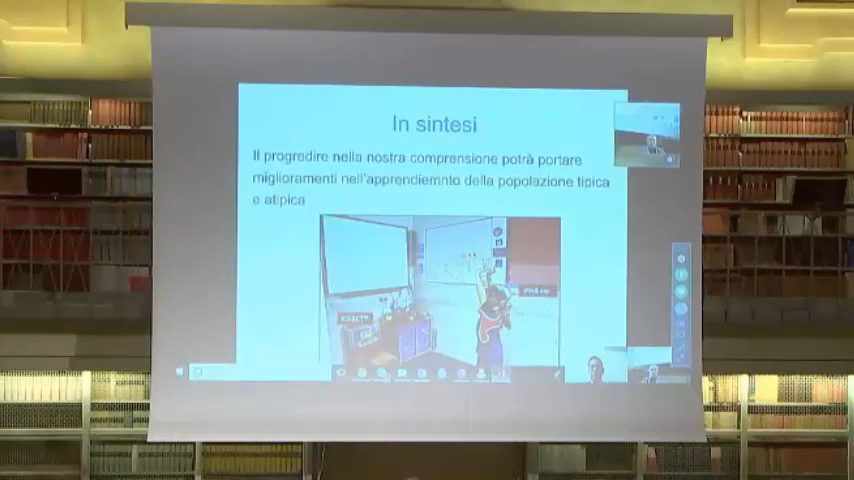 In sintesi
Il progredire nella nostra comprensione potrà portare
miglioramenti nell'apprendiemnto della popolazione tipica
e atipica